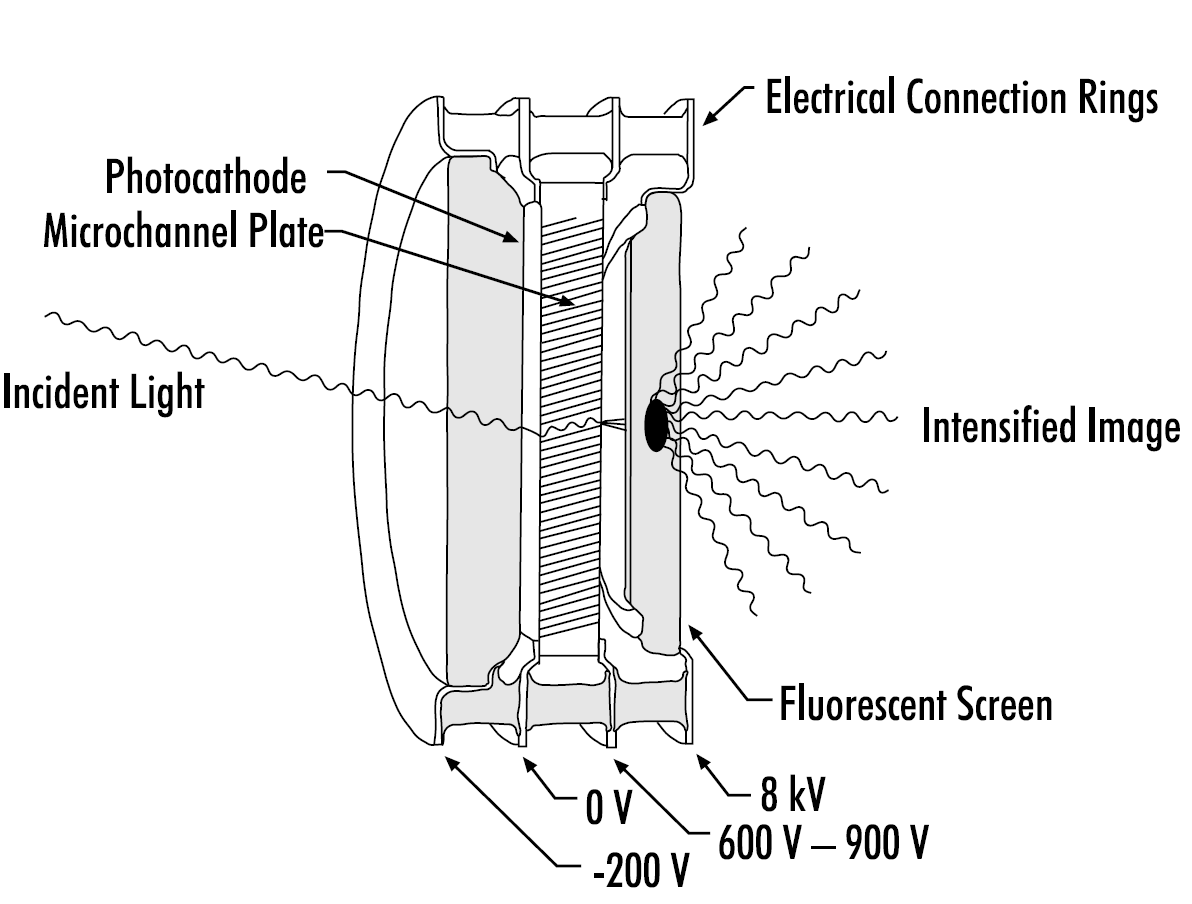 Electrical Connection Rings
Photocathode
Microchannel Plate
Incident Light
Intensified Image
Fluorescent Screen
8 kV
0 V
600 V – 900 V
-200 V